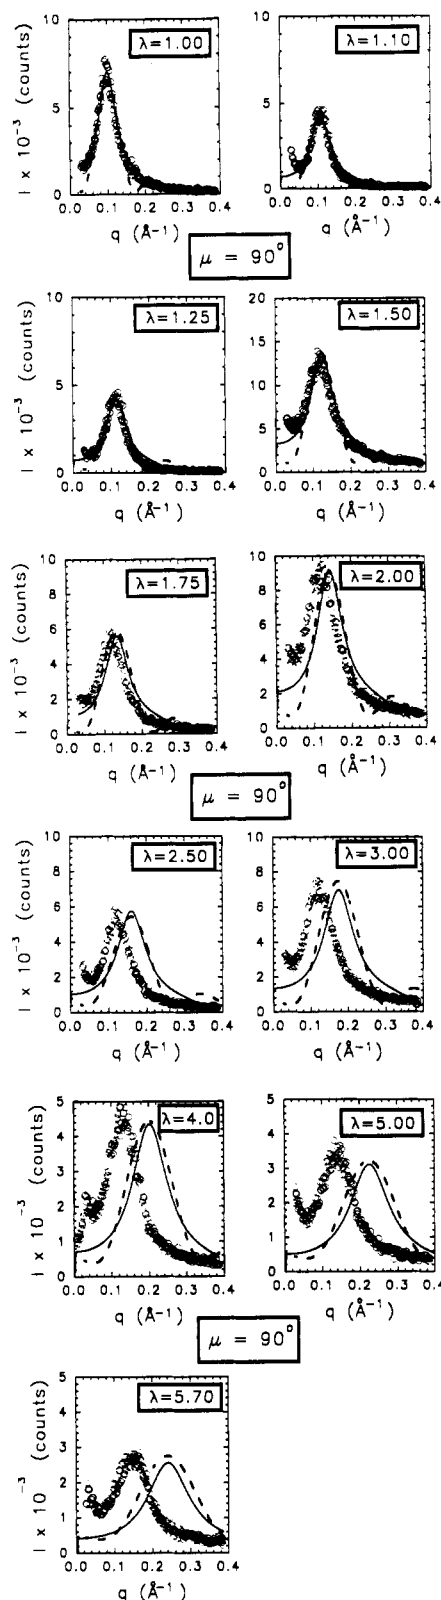 I x 10⁻³ (counts)
10
5
0
λ=1.00
0.0 0.1 0.2 0.3 0.4
q (Å⁻¹)
10
5
0
λ=1.10
0.0 0.1 0.2 0.3 0.4
q (Å⁻¹)
μ = 90°
I x 10⁻³ (counts)
10
5
0
λ=1.25
0.0 0.1 0.2 0.3 0.4
q (Å⁻¹)
20
15
10
5
0
λ=1.50
0.0 0.1 0.2 0.3 0.4
q (Å⁻¹)
I x 10⁻³ (counts)
10
8
6
4
2
0
λ=1.75
0.0 0.1 0.2 0.3 0.4
q (Å⁻¹)
10
8
6
4
2
0
λ=2.00
0.0 0.1 0.2 0.3 0.4
q (Å⁻¹)
μ = 90°
I x 10⁻³ (counts)
10
8
6
4
2
0
λ=2.50
0.0 0.1 0.2 0.3 0.4
q (Å⁻¹)
10
8
6
4
2
0
λ=3.00
0.0 0.1 0.2 0.3 0.4
q (Å⁻¹)
I x 10⁻³ (counts)
5
4
3
2
1
0
λ=4.0
0.0 0.1 0.2 0.3 0.4
q (Å⁻¹)
5
4
3
2
1
0
λ=5.00
0.0 0.1 0.2 0.3 0.4
q (Å⁻¹)
μ = 90°
I x 10⁻³ (counts)
5
4
3
2
1
0
λ=5.70
0.0 0.1 0.2 0.3 0.4
q (Å⁻¹)